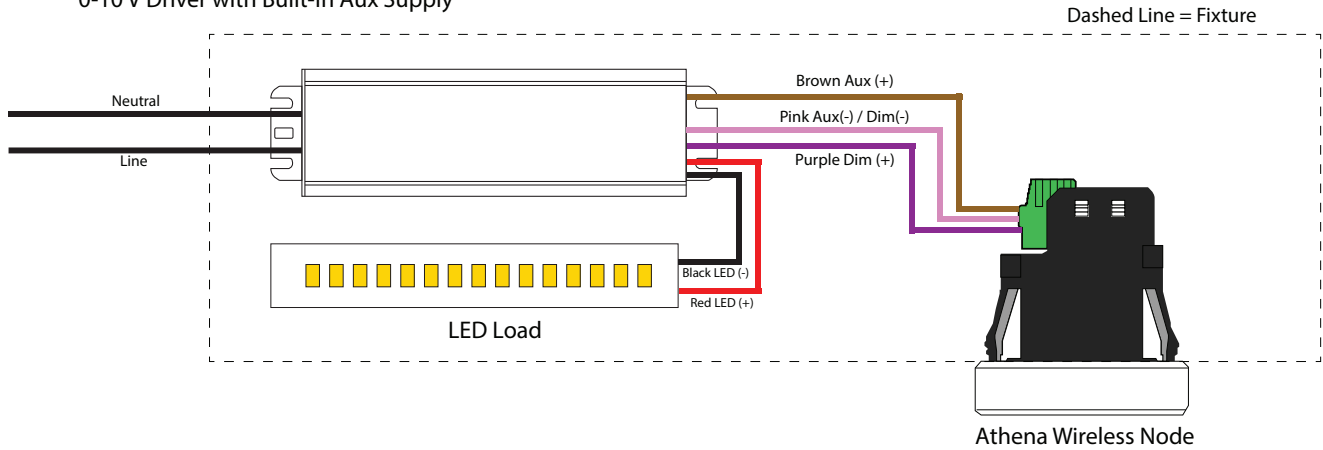 0-10 V Driver with Built-in Aux Supply
Dashed Line = Fixture
Neutral
Line
Brown Aux (+)
Pink Aux(-) / Dim(-)
Purple Dim (+)
Black LED (-)
Red LED (+)
LED Load
Athena Wireless Node